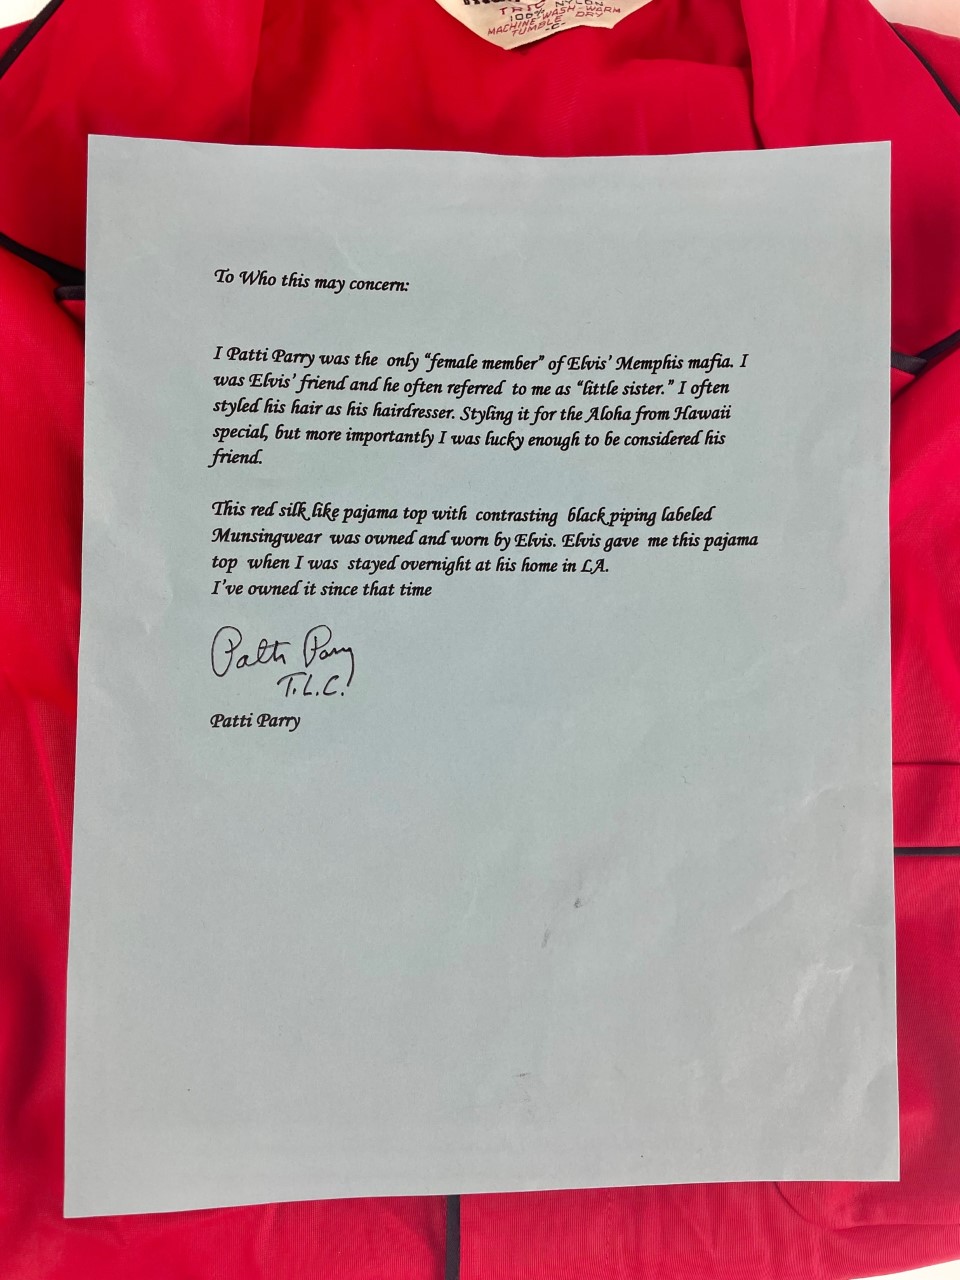 TRICOT NYLON
100%
MACHINE-WASH-WARM
TUMBLE DRY
-C-
To Who this may concern:
I Patti Parry was the only “female member” of Elvis’ Memphis mafia. I
was Elvis’ friend and he often referred to me as “little sister.” I often
styled his hair as his hairdresser. Styling it for the Aloha from Hawaii
special, but more importantly I was lucky enough to be considered his
friend.
This red silk like pajama top with contrasting black piping labeled
Munsingwear was owned and worn by Elvis. Elvis gave me this pajama
top when I was stayed overnight at his home in LA.
I’ve owned it since that time
Patti Parry
T.L.C.!
Patti Parry